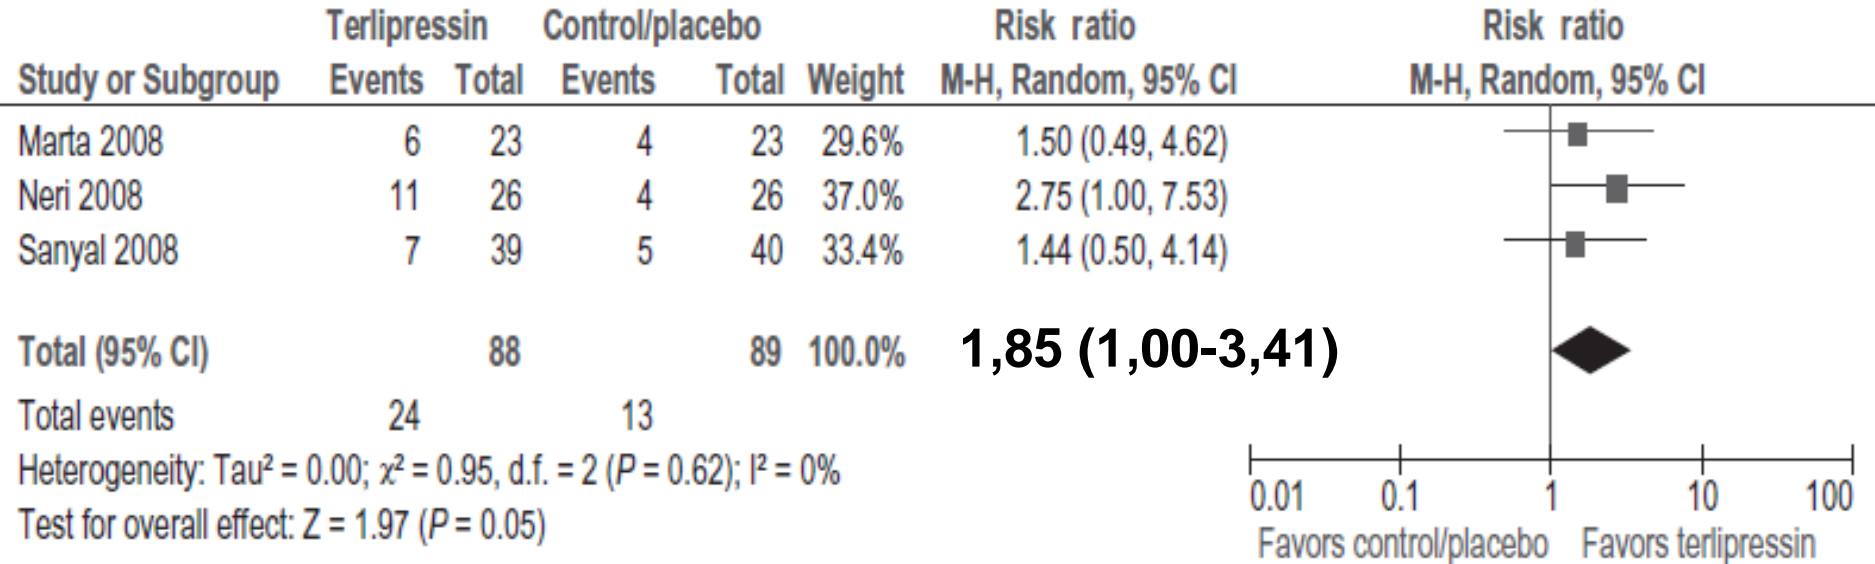 Terlipressin Control/placebo Risk ratio Risk ratio
Study or Subgroup Events Total Events Total Weight M-H, Random, 95% CI M-H, Random, 95% CI
Marta 2008 6 23 4 23 29.6% 1.50 (0.49, 4.62)
Neri 2008 11 26 4 26 37.0% 2.75 (1.00, 7.53)
Sanyal 2008 7 39 5 40 33.4% 1.44 (0.50, 4.14)
Total (95% CI) 88 89 100.0% 1,85 (1,00-3,41)
Total events 24 13
Heterogeneity: Tau² = 0.00; χ² = 0.95, d.f. = 2 (P = 0.62); I² = 0%
Test for overall effect: Z = 1.97 (P = 0.05)
0.01 0.1 1 10 100
Favors control/placebo Favors terlipressin